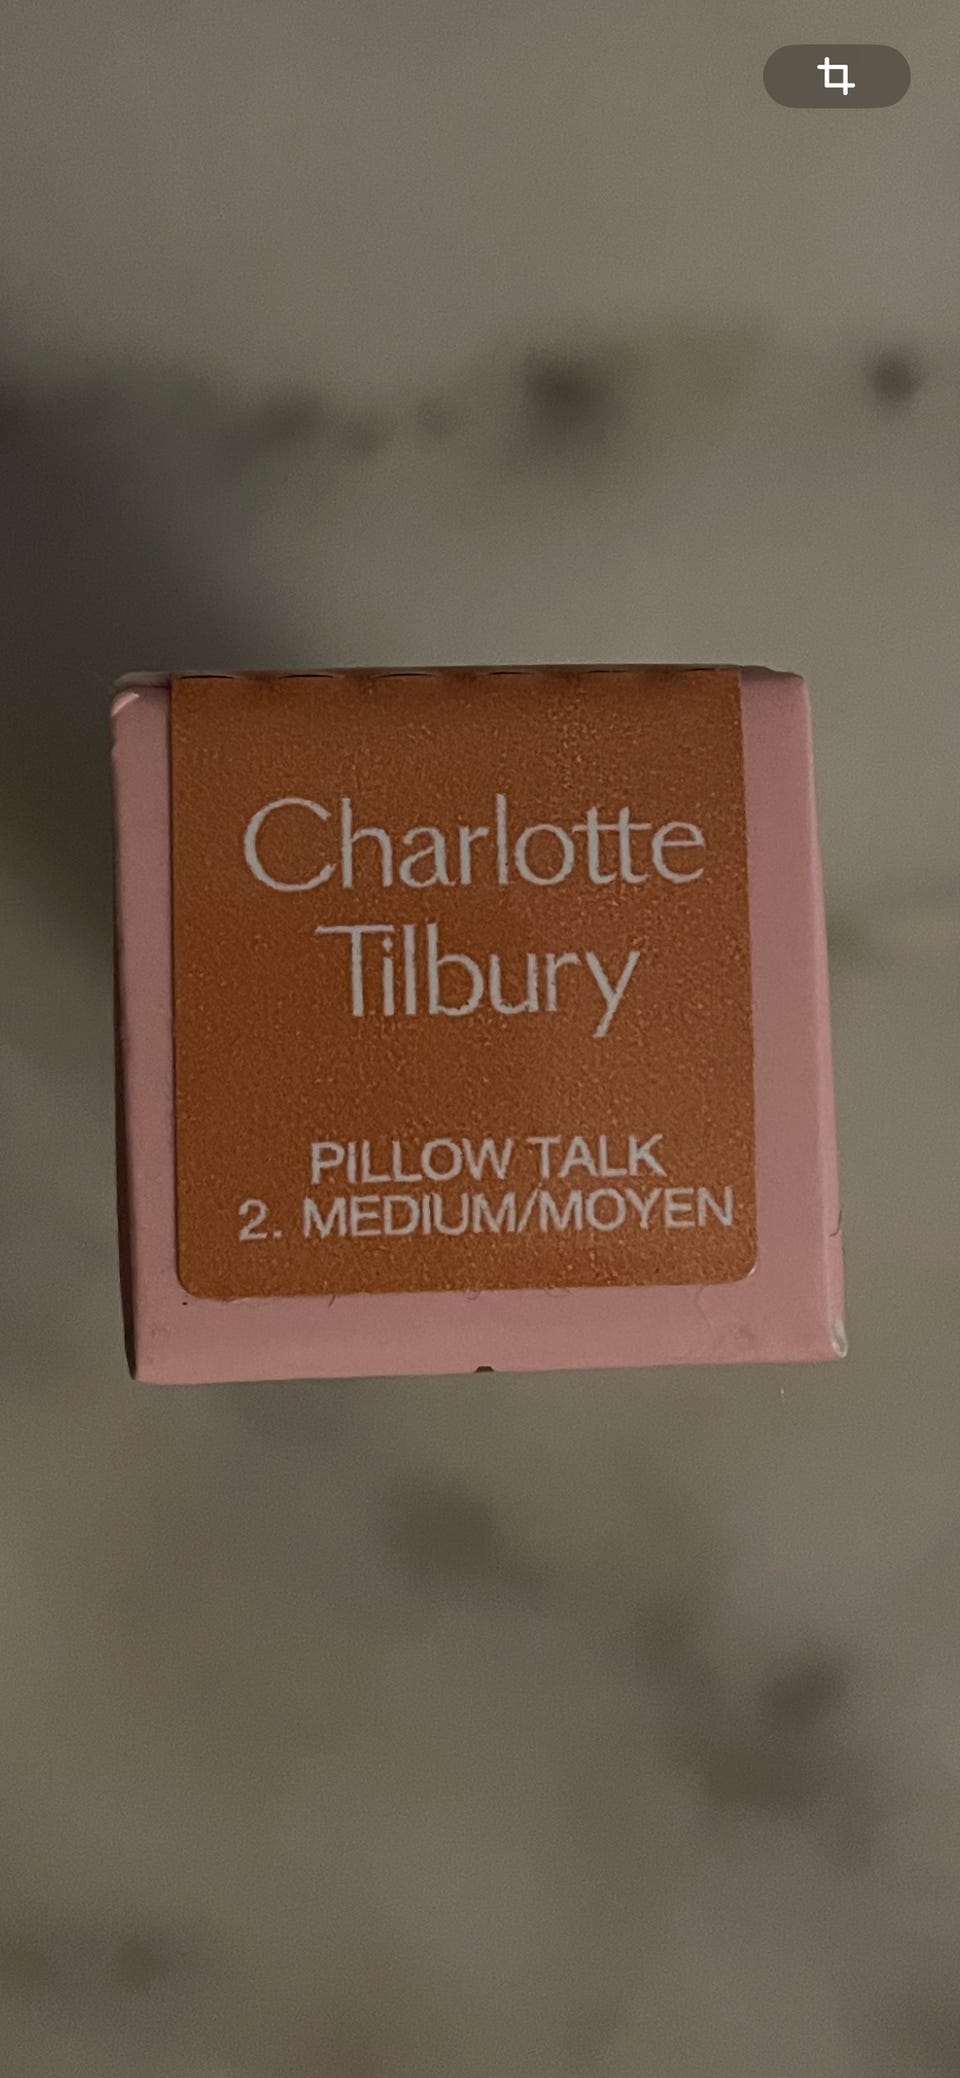 Charlotte
Tilbury
PILLOW TALK
2. MEDIUM/MOYEN